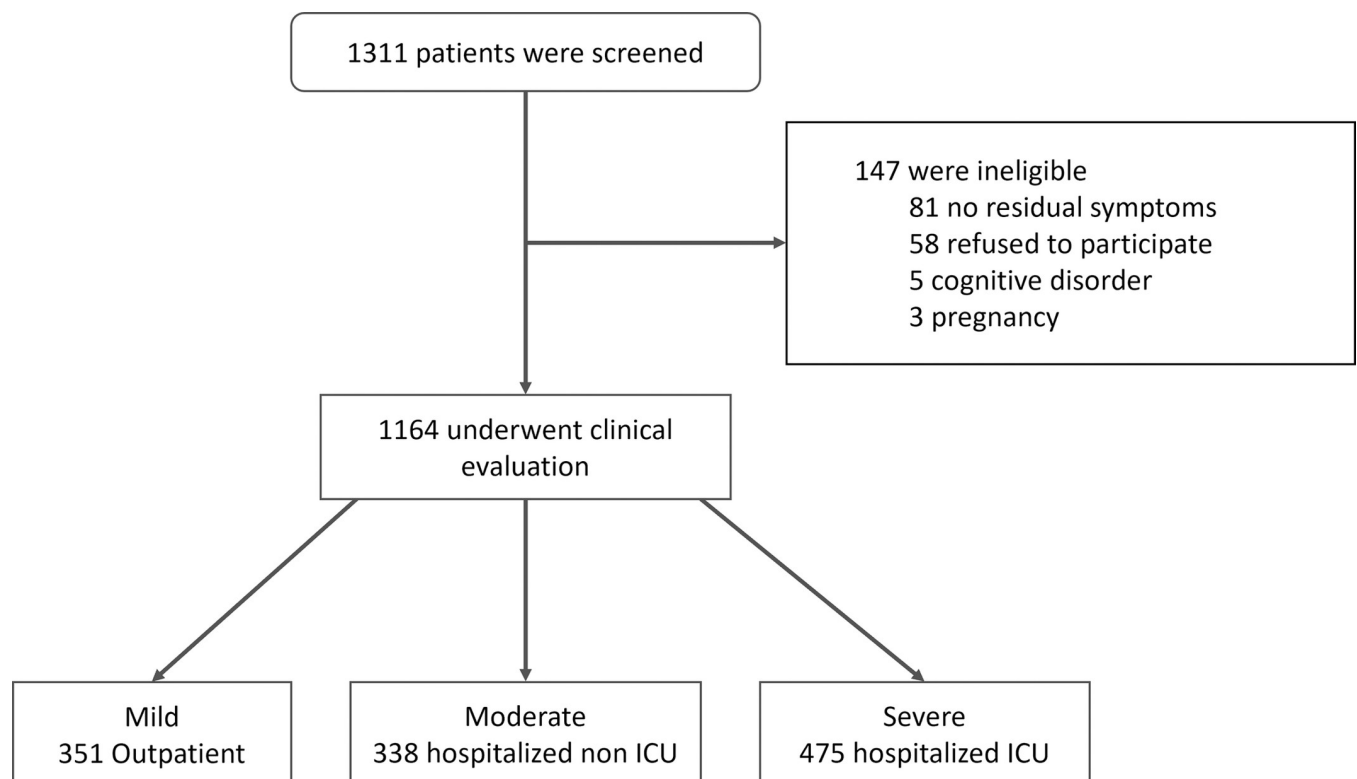 1311 patients were screened
147 were ineligible
81 no residual symptoms
58 refused to participate
5 cognitive disorder
3 pregnancy
1164 underwent clinical
evaluation
Mild
351 Outpatient
Moderate
338 hospitalized non ICU
Severe
475 hospitalized ICU